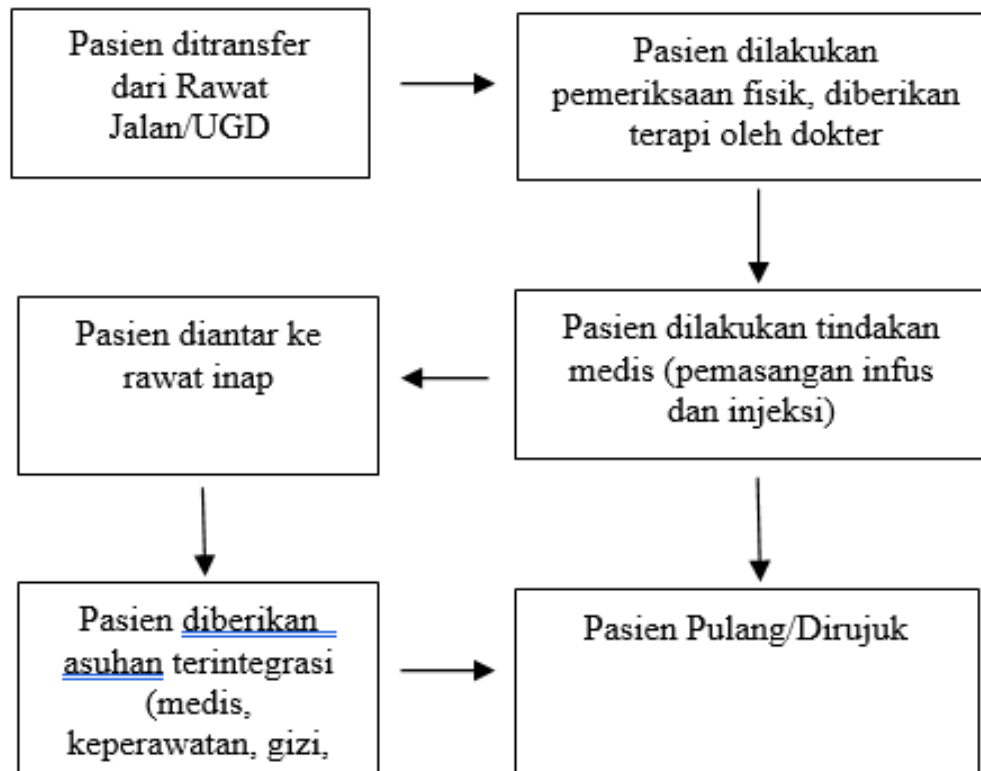 Pasien ditransfer
dari Rawat
Jalan/UGD
Pasien dilakukan
pemeriksaan fisik, diberikan
terapi oleh dokter
Pasien dilakukan tindakan
medis (pemasangan infus
dan injeksi)
Pasien diantar ke
rawat inap
Pasien diberikan
asuhan terintegrasi
(medis,
keperawatan, gizi,
Pasien Pulang/Dirujuk